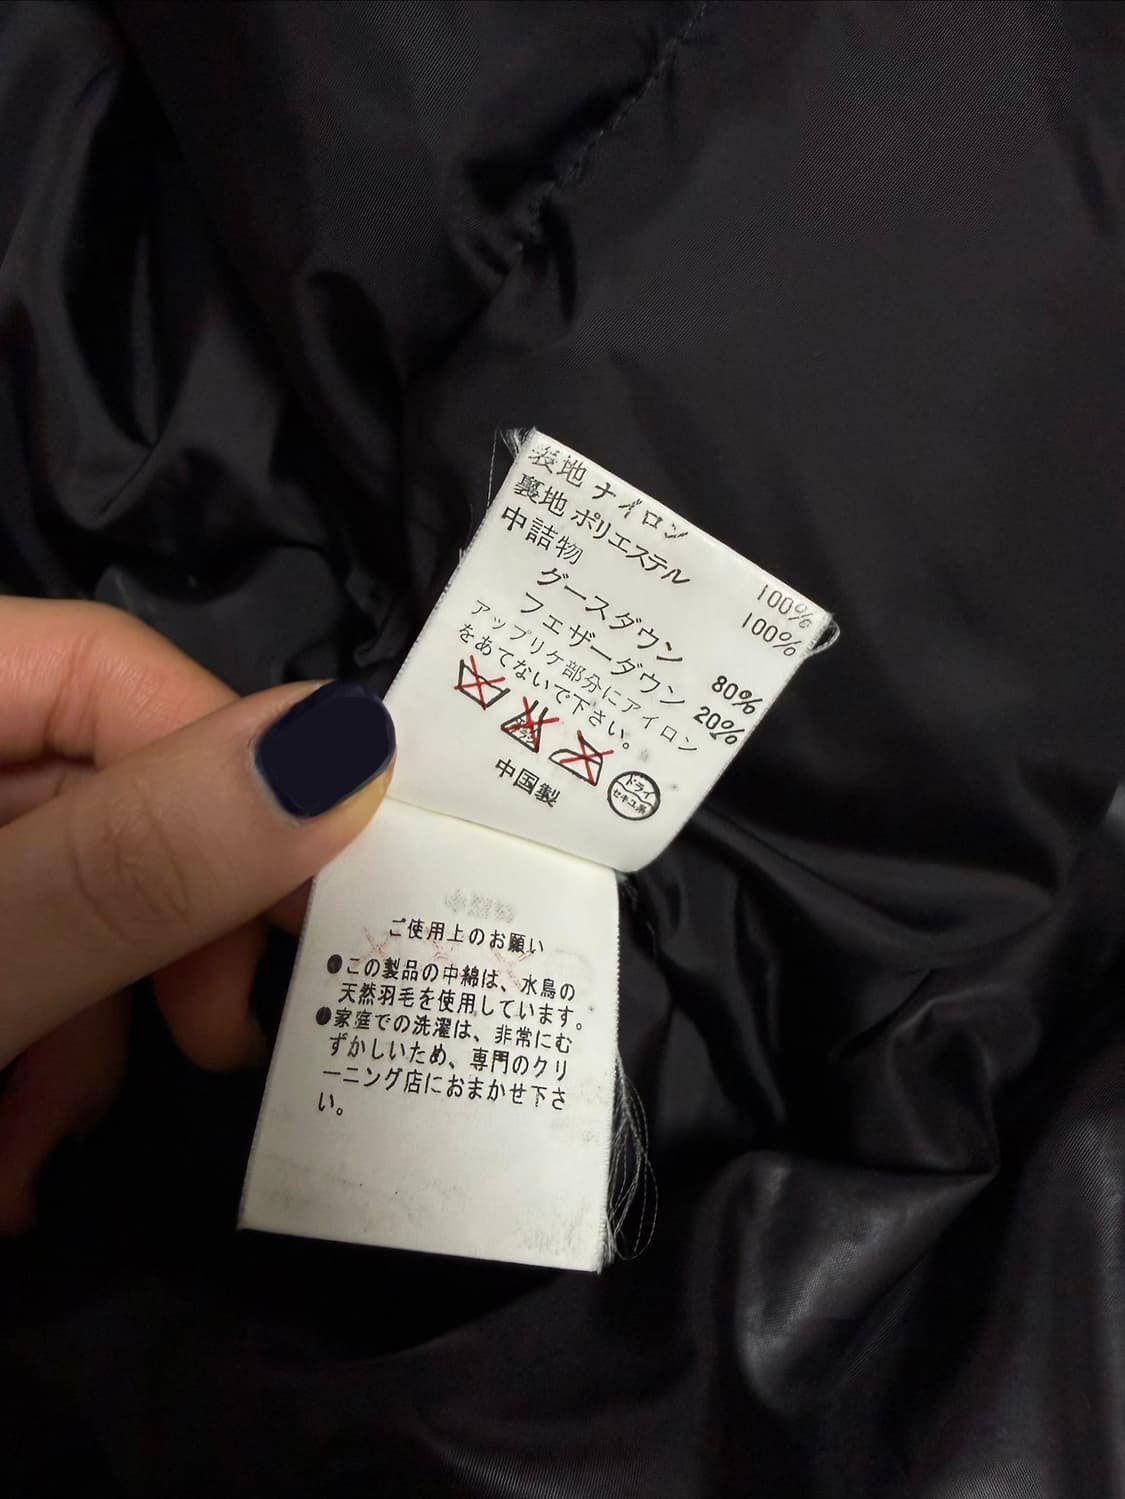 表地 ナイロン 100%
裏地 ポリエステル 100%
中詰物
グースダウン 80%
フェザーダウン 20%
アップリケ部分にアイロン
をあてないで下さい。
ドライ
セキユ系
中国製
ご使用上のお願い
●この製品の中綿は、水鳥の
天然羽毛を使用しています。
●家庭での洗濯は、非常にむ
ずかしいため、専門のクリ
ーニング店におまかせ下さ
い。